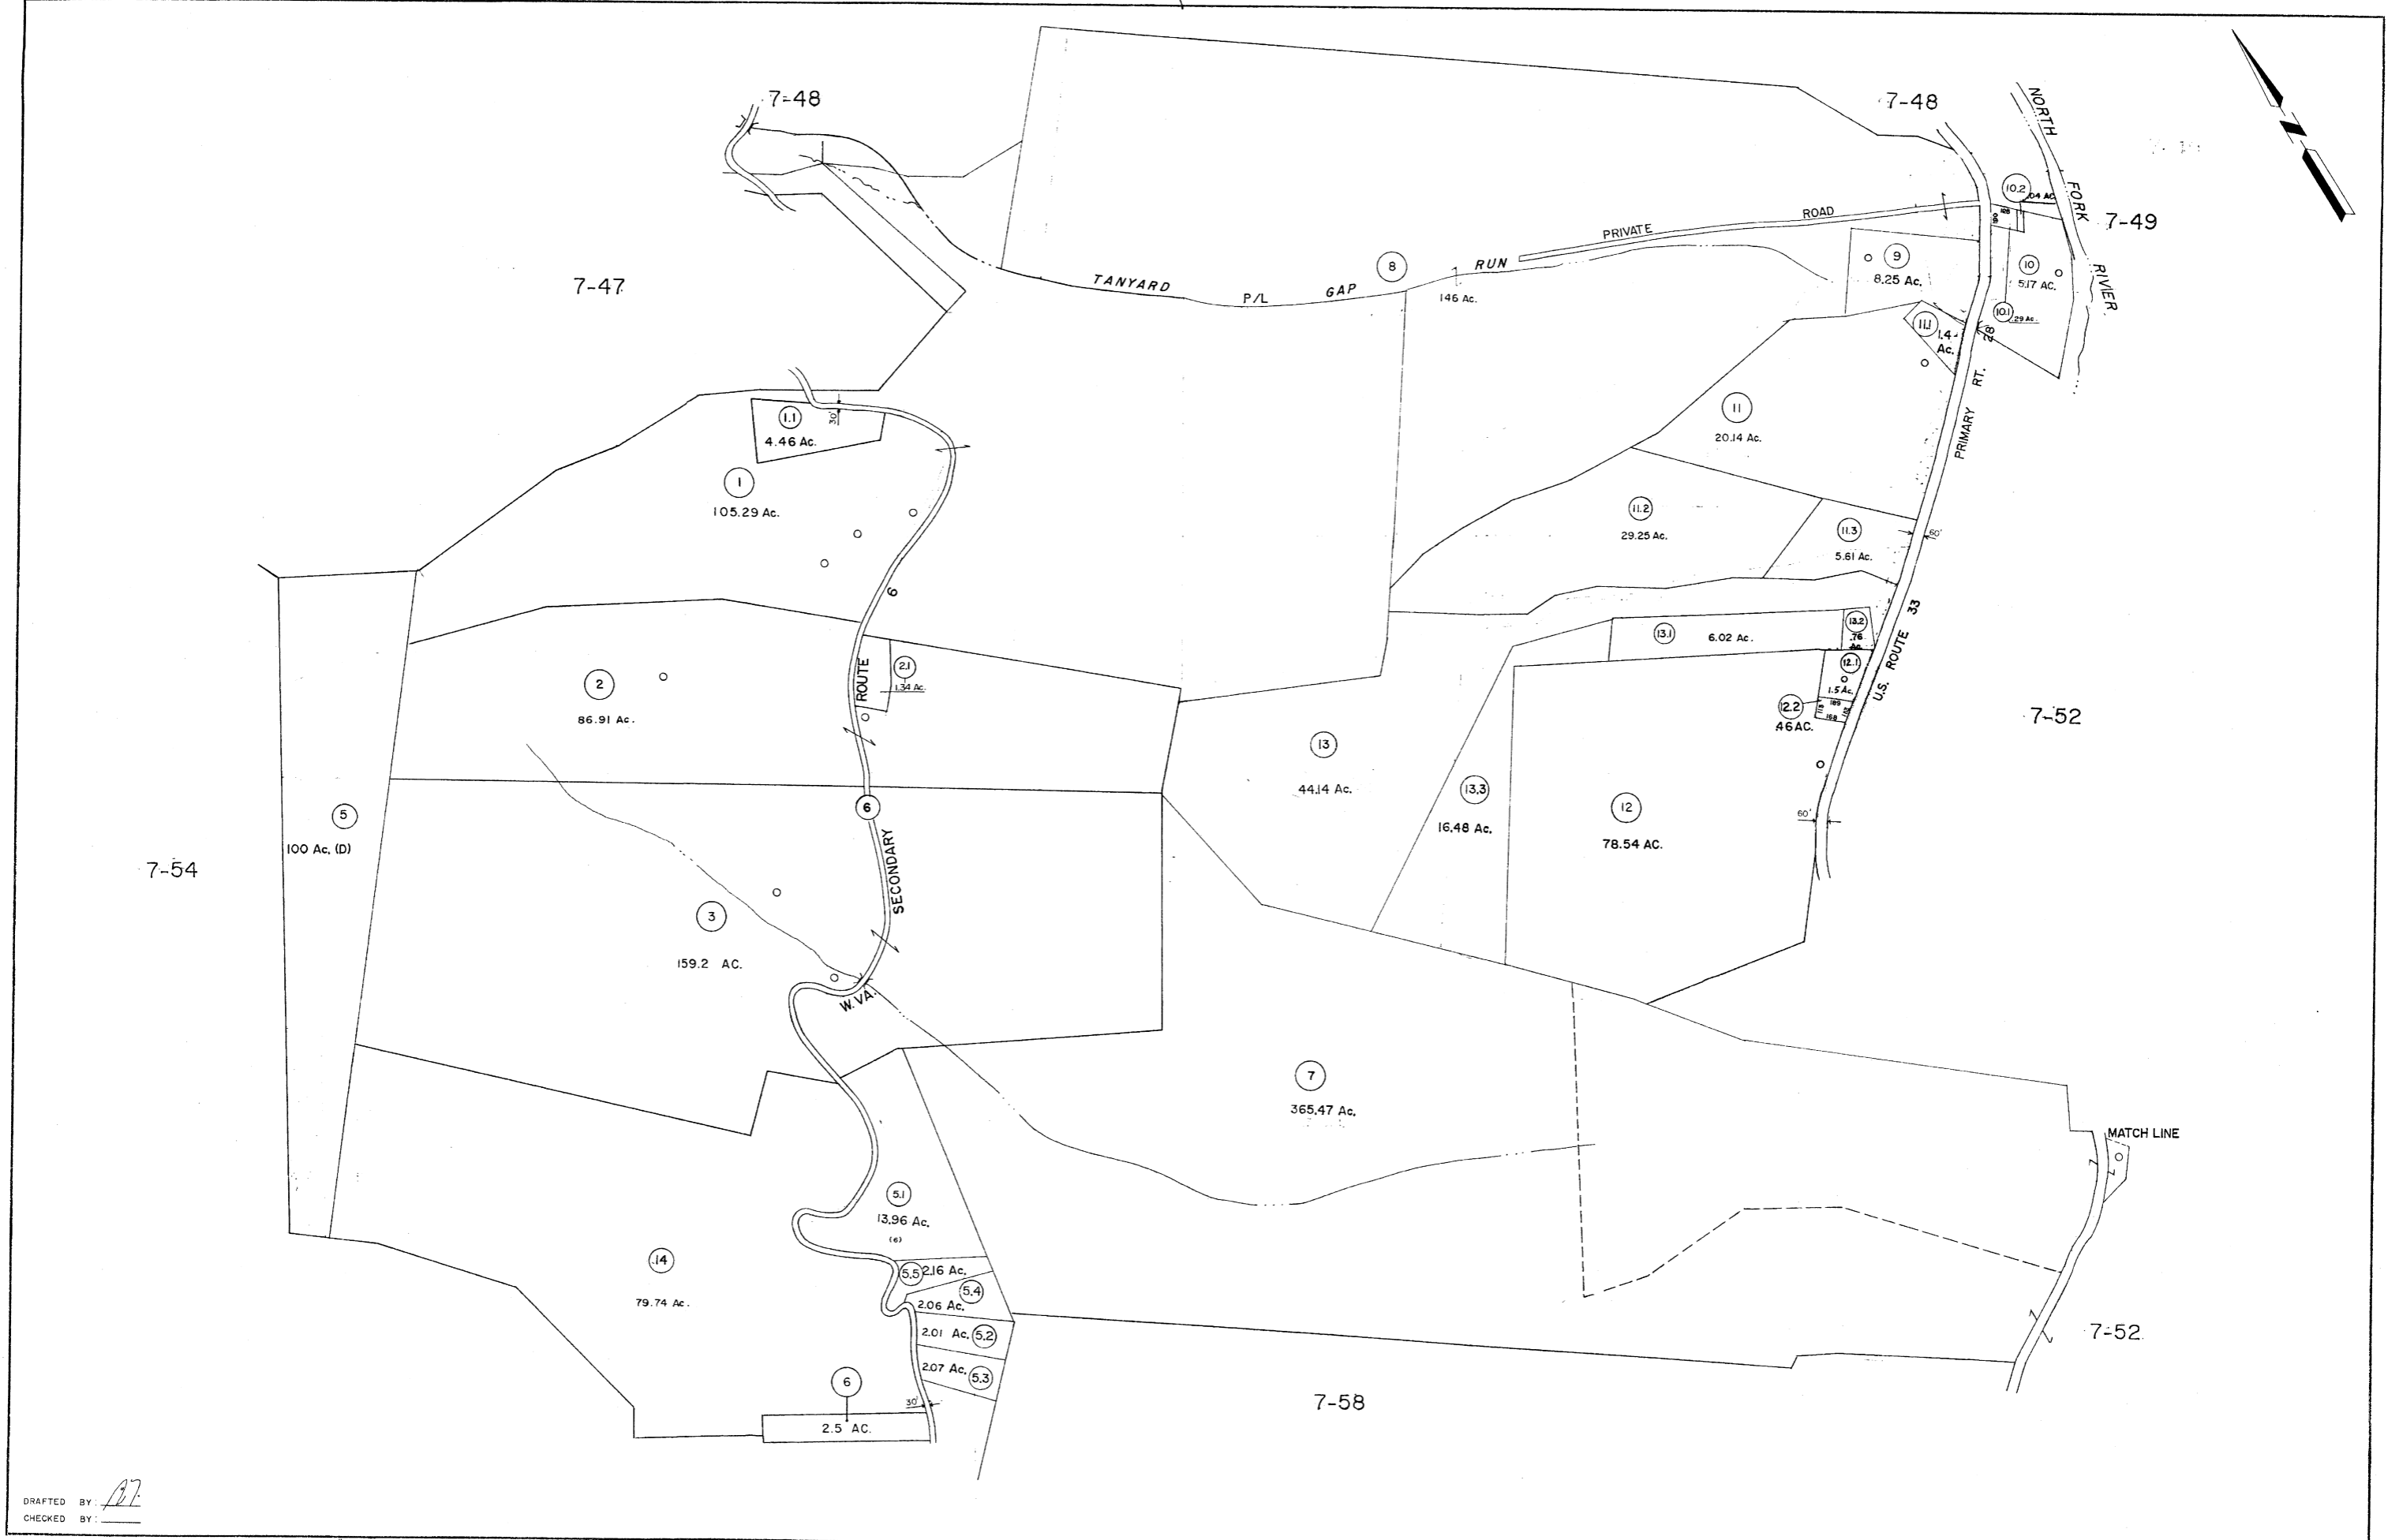 7-48
7-48
NORTH
FORK
RIVIER
10.2
.04 AC.
7-49
7-47
TANYARD
P/L
GAP
RUN
PRIVATE
ROAD
8
146 Ac.
9
8.25 Ac.
10
5.17 AC.
10.1
.29 Ac.
11.1
1.4
Ac.
28
RT.
PRIMARY
1.1
4.46 Ac.
30'
1
105.29 Ac.
11
20.14 Ac.
11.2
29.25 Ac.
11.3
5.61 Ac.
60'
6
ROUTE
2.1
1.34 Ac.
2
86.91 Ac.
13.1
6.02 Ac.
13.2
.76
Ac.
12.1
1.5 Ac.
U.S. ROUTE 33
12.2
.46 AC.
189
118
168
102
7-52
13
44.14 Ac.
13.3
16.48 Ac.
12
78.54 AC.
60'
5
100 Ac. (D)
6
7-54
SECONDARY
3
159.2 AC.
W. VA.
7
365.47 Ac.
MATCH LINE
5.1
13.96 Ac.
(6)
14
79.74 Ac.
5.5
2.16 Ac.
5.4
2.06 Ac.
2.01 Ac.
5.2
2.07 Ac.
5.3
7-52
6
30'
2.5 AC.
7-58
DRAFTED BY:
CHECKED BY: